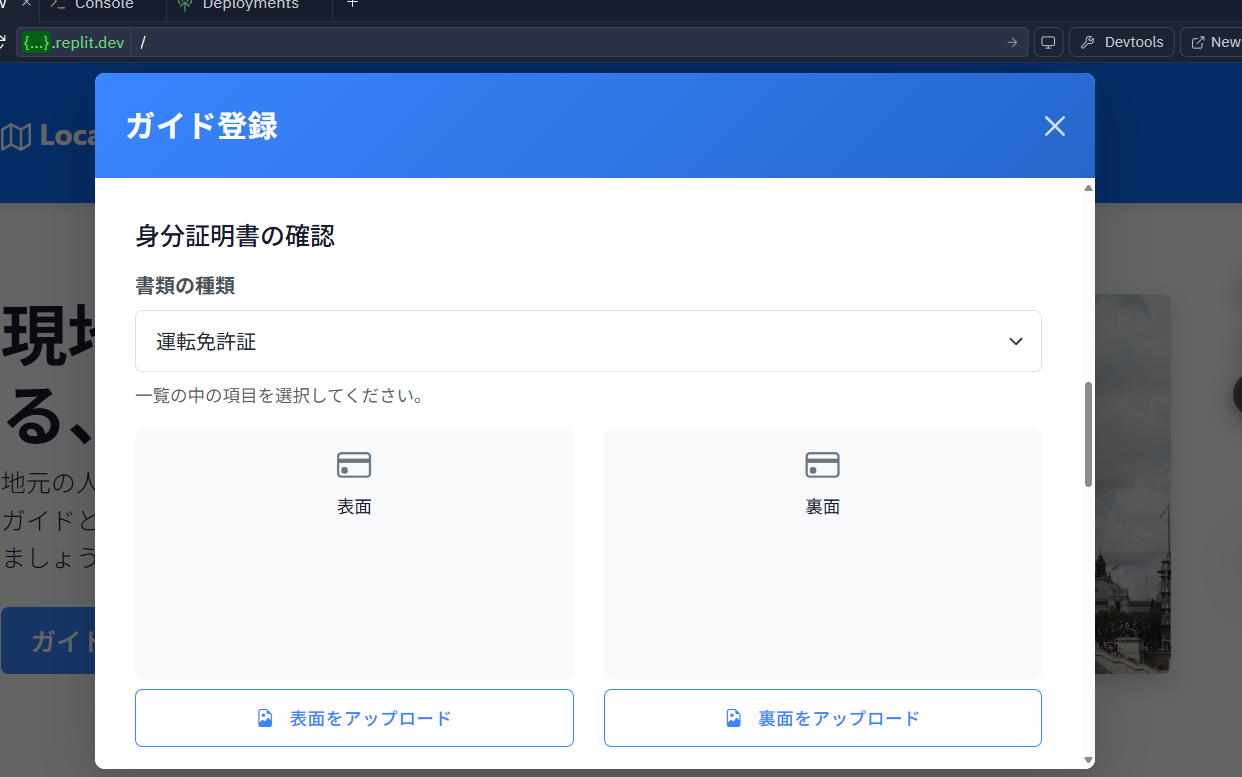 Console
Deployments
{...}.replit.dev /
Devtools
New
Loca
ガイド登録
身分証明書の確認
書類の種類
運転免許証
一覧の中の項目を選択してください。
表面
裏面
表面をアップロード
裏面をアップロード
現地
る、
地元の人
ガイドと
ましょう
ガイド